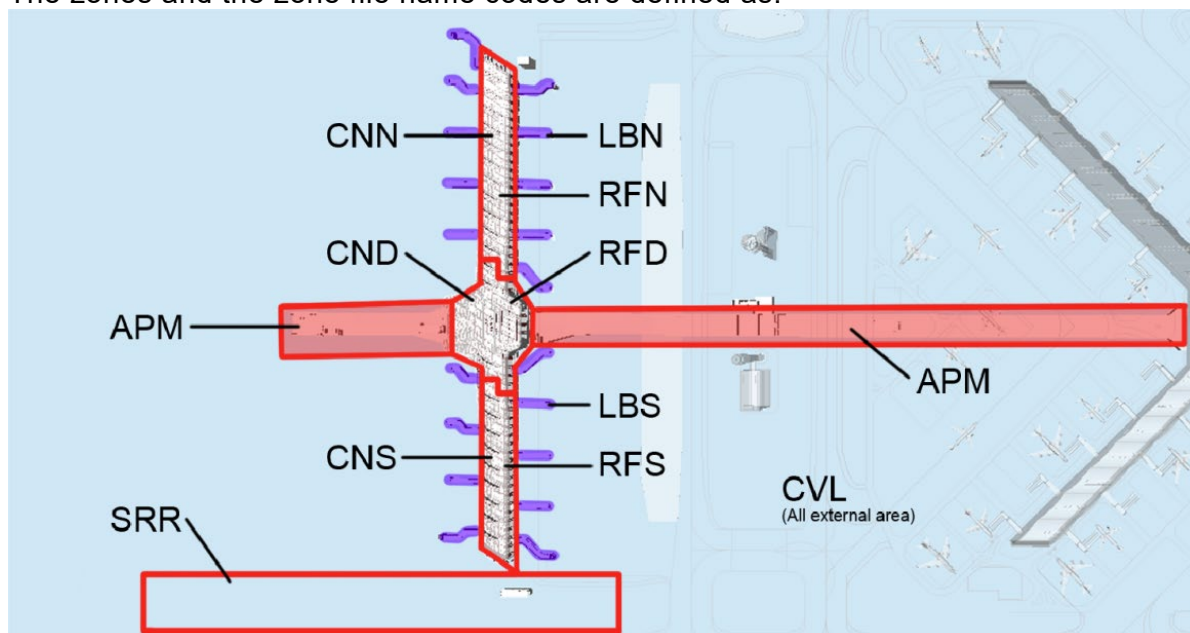 The zones and the zone file name codes are defined as:
CNN
LBN
RFN
CND
RFD
APM
APM
LBS
CNS
RFS
CVL
(All external area)
SRR